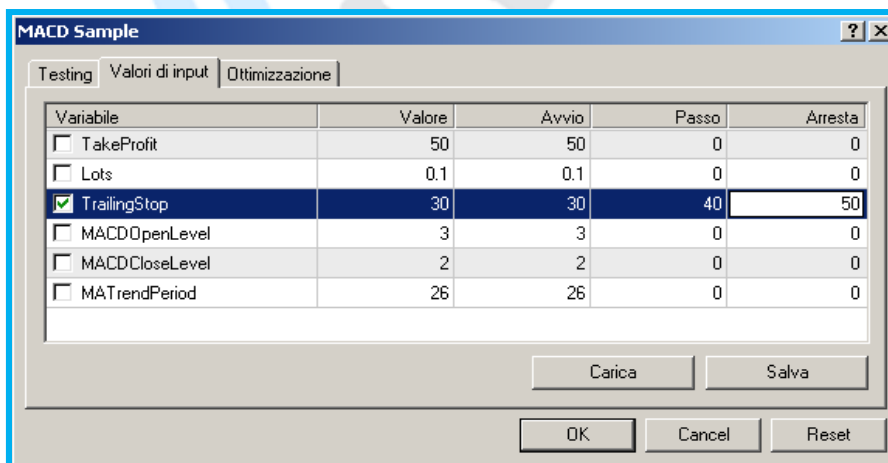 MACD Sample
Testing Valori di input Ottimizzazione
Variabile Valore Avvio Passo Arresta
TakeProfit 50 50 0 0
Lots 0.1 0.1 0 0
TrailingStop 30 30 40 50
MACDOpenLevel 3 3 0 0
MACDCloseLevel 2 2 0 0
MATrendPeriod 26 26 0 0
Carica Salva
OK Cancel Reset